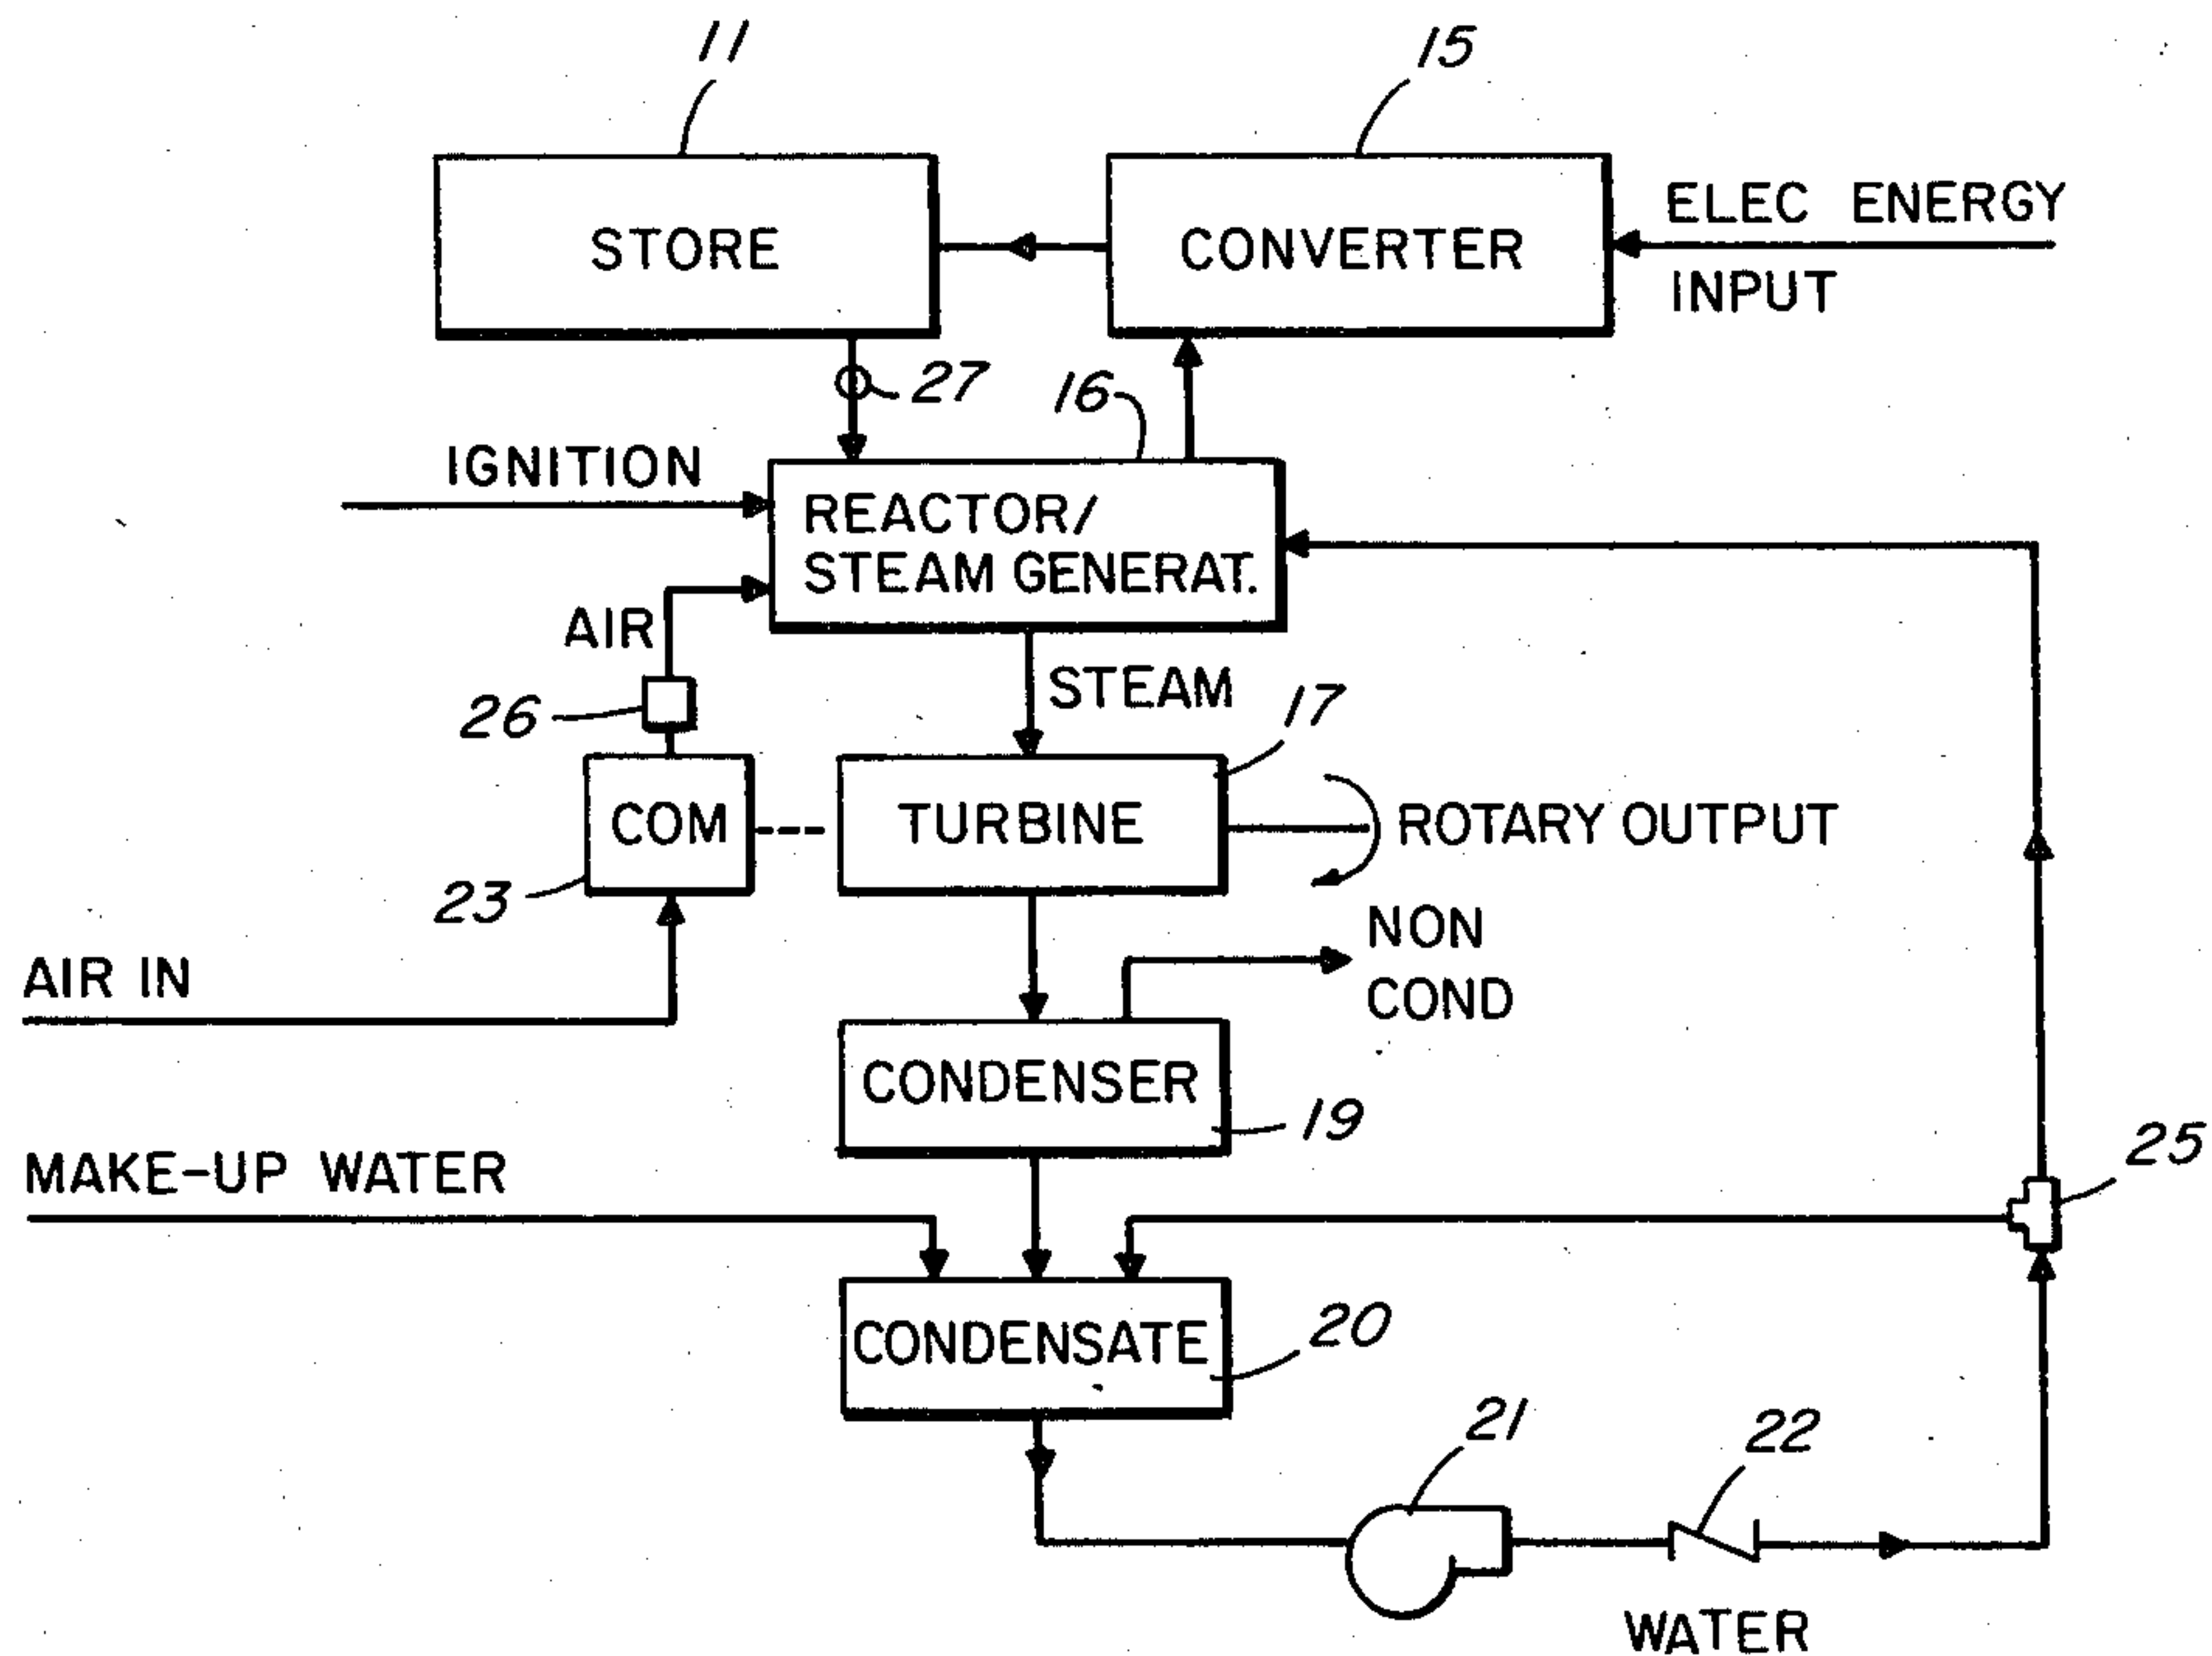 11
15
STORE
CONVERTER
ELEC ENERGY
INPUT
27
16
IGNITION
REACTOR/
STEAM GENERAT.
AIR
STEAM
26
17
COM
TURBINE
ROTARY OUTPUT
23
NON
COND
AIR IN
CONDENSER
19
MAKE-UP WATER
25
CONDENSATE
20
21
22
WATER